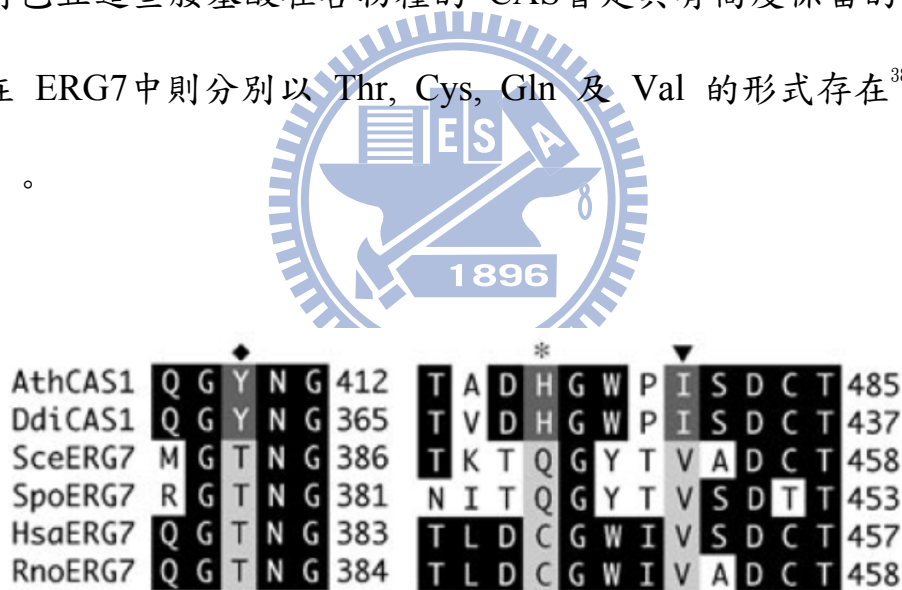 在 ERG7中則分別以 Thr, Cys, Gln 及 Val 的形式存在38
。
E S A
1896
◆ * ▼
AthCAS1 Q G Y N G 412 T A D H G W P I S D C T 485
DdiCAS1 Q G Y N G 365 T V D H G W P I S D C T 437
SceERG7 M G T N G 386 T K T Q G Y T V A D C T 458
SpoERG7 R G T N G 381 N I T Q G Y T V S D T T 453
HsaERG7 Q G T N G 383 T L D C G W I V S D C T 457
RnoERG7 Q G T N G 384 T L D C G W I V A D C T 458